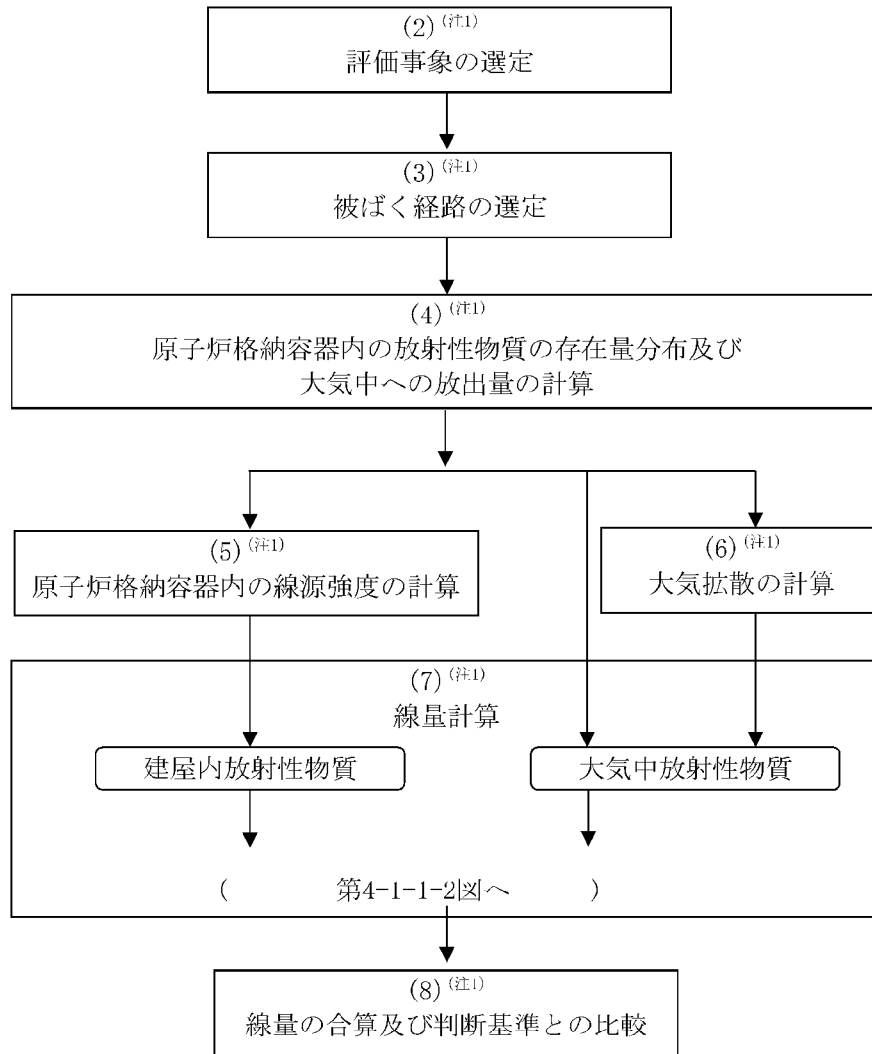 (2)(注1)
評価事象の選定
(3)(注1)
被ばく経路の選定
(4)(注1)
原子炉格納容器内の放射性物質の存在量分布及び
大気中への放出量の計算
(5)(注1)
原子炉格納容器内の線源強度の計算
(6)(注1)
大気拡散の計算
(7)(注1)
線量計算
建屋内放射性物質
大気中放射性物質
( 第4-1-1-2図へ )
(8)(注1)
線量の合算及び判断基準との比較